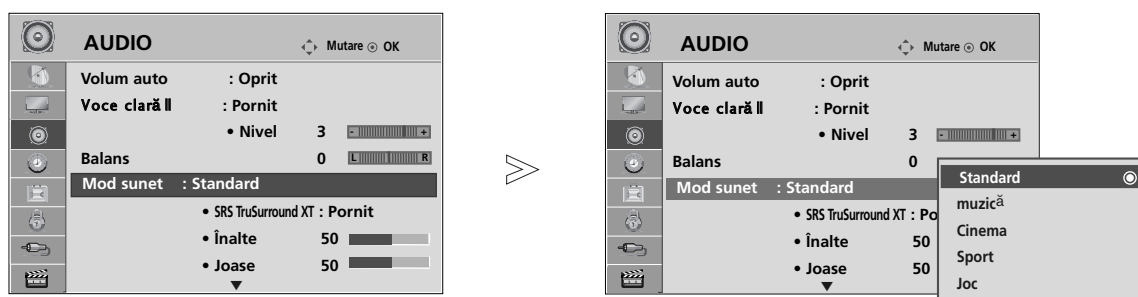 AUDIO
Mutare OK
Volum auto : Oprit
Voce clară II : Pornit
• Nivel 3 - +
Balans 0 L R
Mod sunet : Standard
• SRS TruSurround XT : Pornit
• Înalte 50
• Joase 50
AUDIO
Mutare OK
Volum auto : Oprit
Voce clară II : Pornit
• Nivel 3 - +
Balans 0
Mod sunet : Standard
• SRS TruSurround XT : Po
• Înalte 50
• Joase 50
Standard
muzică
Cinema
Sport
Joc